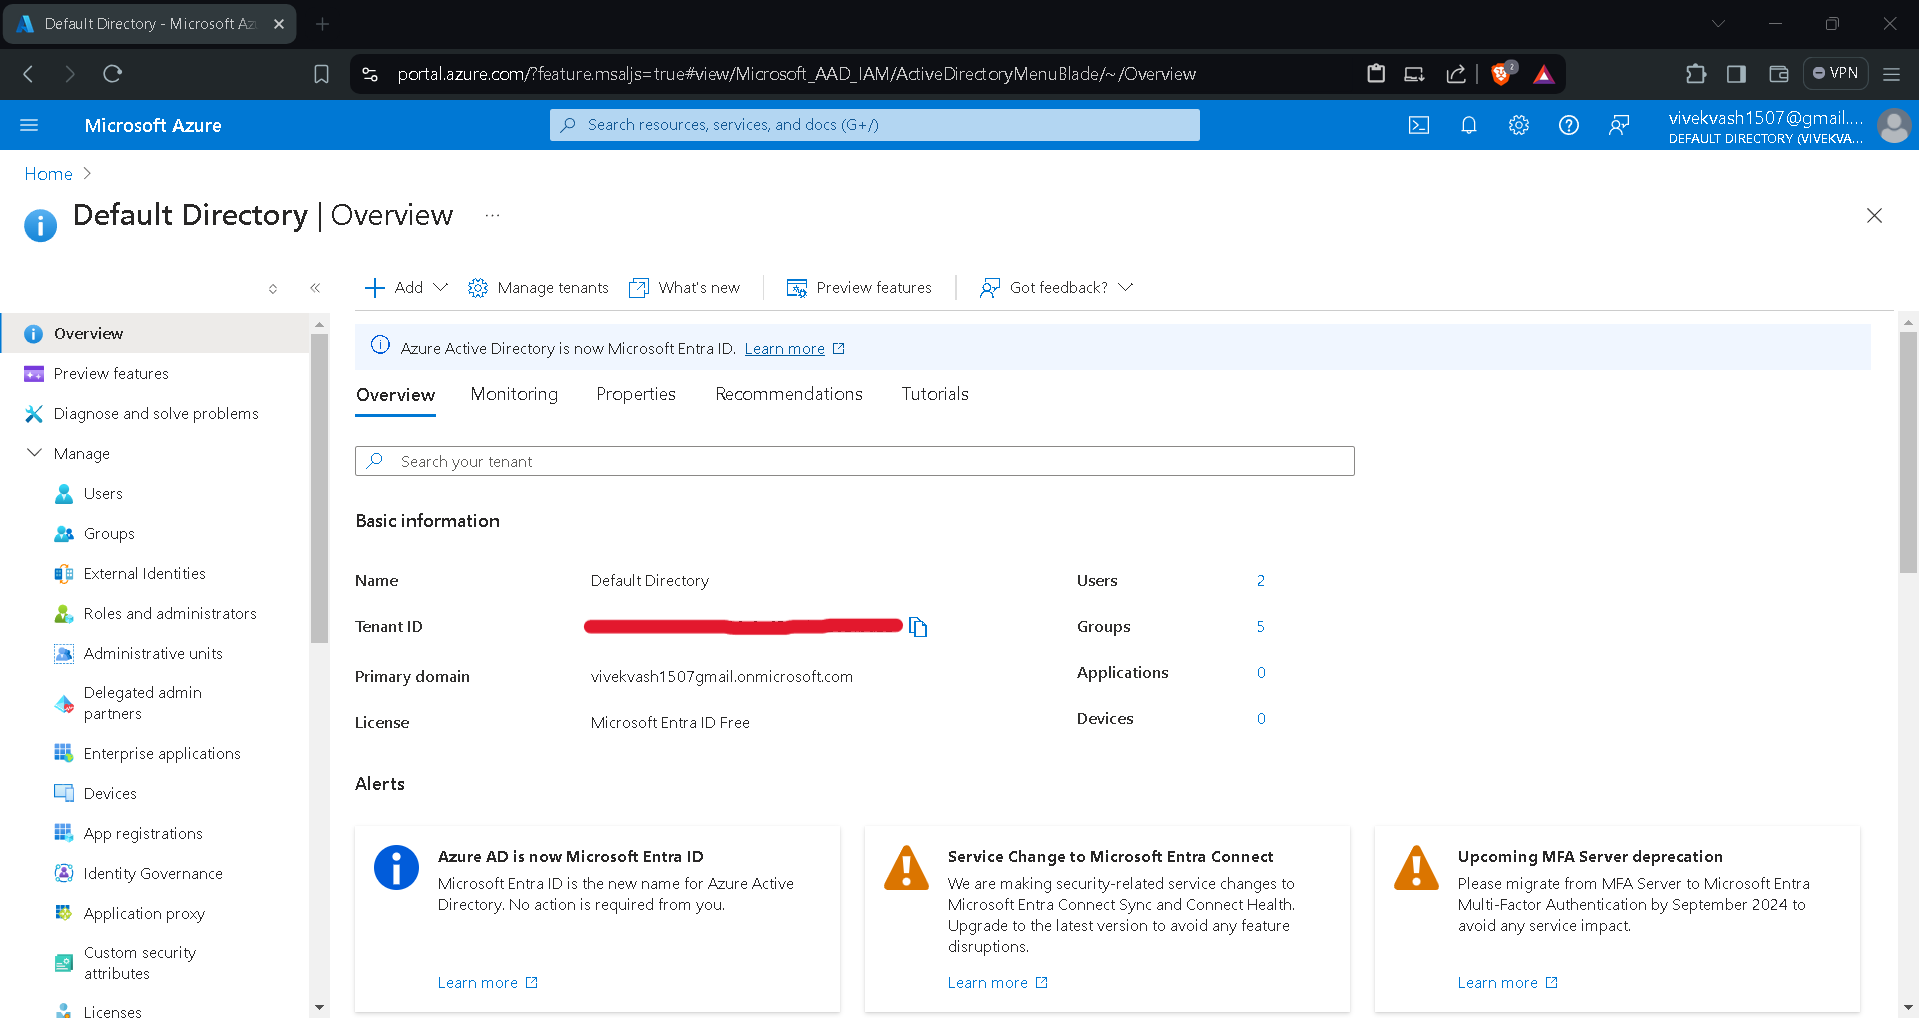 Default Directory - Microsoft Az
portal.azure.com/?feature.msaljs=true#view/Microsoft_AAD_IAM/ActiveDirectoryMenuBlade/~/Overview
2
VPN
Microsoft Azure
Search resources, services, and docs (G+/)
vivekvash1507@gmail....
DEFAULT DIRECTORY (VIVEKVA...
Home
Default Directory | Overview
Add
Manage tenants
What's new
Preview features
Got feedback?
Overview
Preview features
Diagnose and solve problems
Manage
Users
Groups
External Identities
Roles and administrators
Administrative units
Delegated admin
partners
Enterprise applications
Devices
App registrations
Identity Governance
Application proxy
Custom security
attributes
Licenses
Azure Active Directory is now Microsoft Entra ID. Learn more
Overview
Monitoring
Properties
Recommendations
Tutorials
Search your tenant
Basic information
Name
Default Directory
Users
2
Tenant ID
Groups
5
Primary domain
vivekvash1507gmail.onmicrosoft.com
Applications
0
License
Microsoft Entra ID Free
Devices
0
Alerts
Azure AD is now Microsoft Entra ID
Microsoft Entra ID is the new name for Azure Active
Directory. No action is required from you.
Learn more
Service Change to Microsoft Entra Connect
We are making security-related service changes to
Microsoft Entra Connect Sync and Connect Health.
Upgrade to the latest version to avoid any feature
disruptions.
Learn more
Upcoming MFA Server deprecation
Please migrate from MFA Server to Microsoft Entra
Multi-Factor Authentication by September 2024 to
avoid any service impact.
Learn more